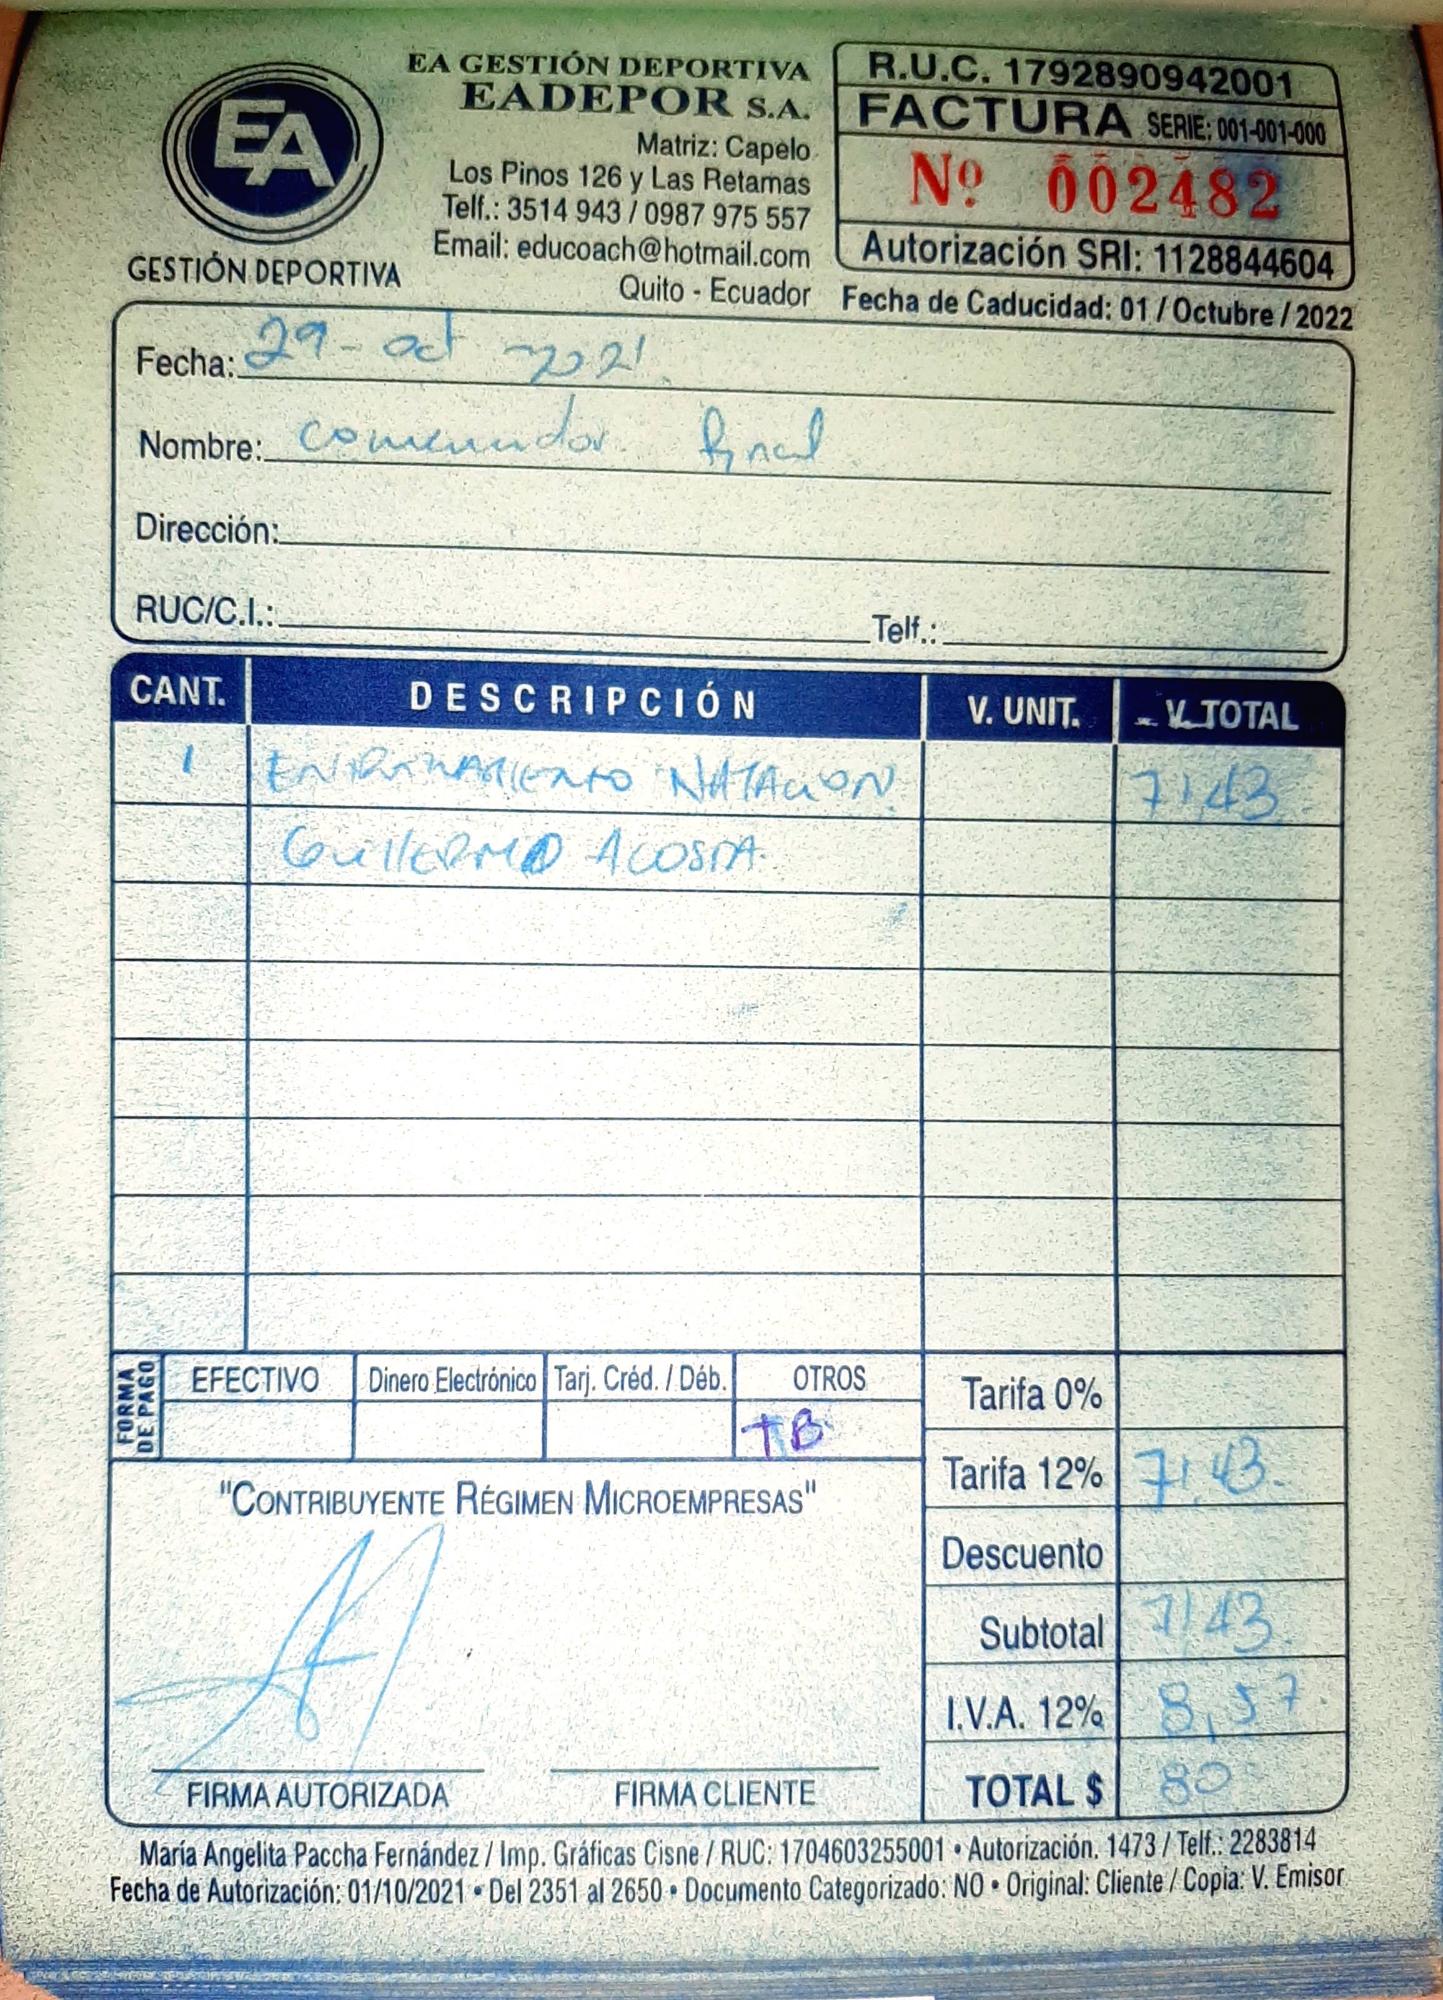 EA GESTIÓN DEPORTIVA
EADEPOR S.A.
Matriz: Capelo
Los Pinos 126 y Las Retamas
Telf.: 3514 943 / 0987 975 557
Email: educoach@hotmail.com
Quito - Ecuador
EA
GESTIÓN DEPORTIVA
R.U.C. 1792890942001
FACTURA SERIE: 001-001-000
Nº 002482
Autorización SRI: 1128844604
Fecha de Caducidad: 01 / Octubre / 2022
Fecha: 29 - oct 2021
Nombre: consumidor final
Dirección:
RUC/C.I.: Telf.:
CANT. DESCRIPCIÓN V. UNIT. V. TOTAL
1 ENTRENAMIENTO NATACION 71,43
GUILLERMO ACOSTA
FORMA DE PAGO
EFECTIVO Dinero Electrónico Tarj. Créd. / Déb. OTROS
TB
Tarifa 0%
Tarifa 12% 71,43
Descuento
Subtotal 71,43
I.V.A. 12% 8,57
TOTAL $ 80
"CONTRIBUYENTE RÉGIMEN MICROEMPRESAS"
FIRMA AUTORIZADA FIRMA CLIENTE
María Angelita Paccha Fernández / Imp. Gráficas Cisne / RUC: 1704603255001 • Autorización. 1473 / Telf.: 2283814
Fecha de Autorización: 01/10/2021 • Del 2351 al 2650 • Documento Categorizado: NO • Original: Cliente / Copia: V. Emisor